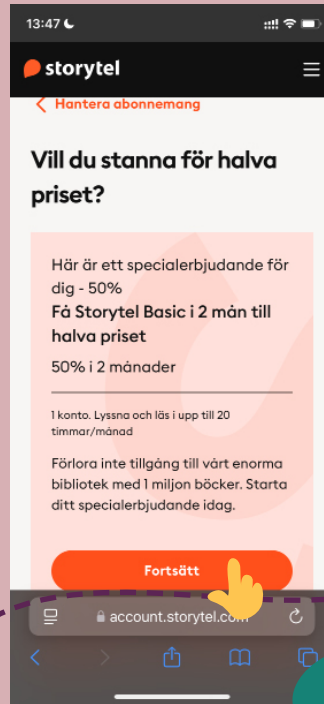 13:47
storytel
Hantera abonnemang
Vill du stanna för halva
priset?
Här är ett specialerbjudande för
dig - 50%
Få Storytel Basic i 2 mån till
halva priset
50% i 2 månader
1 konto. Lyssna och läs i upp till 20
timmar/månad
Förlora inte tillgång till vårt enorma
bibliotek med 1 miljon böcker. Starta
ditt specialerbjudande idag.
Fortsätt
account.storytel.com